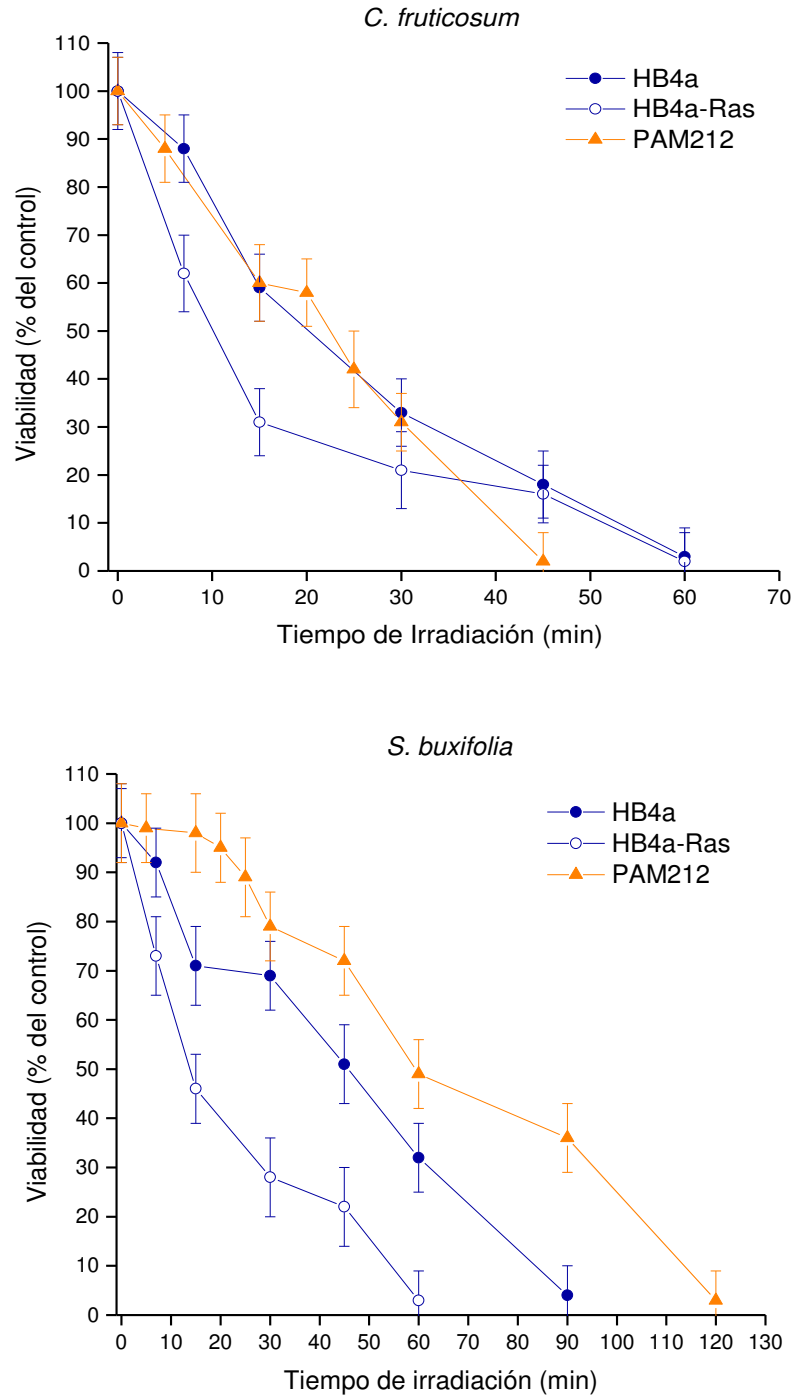 C. fruticosum
110
100
90
80
70
60
50
40
30
20
10
0
Viabilidad (% del control)
HB4a
HB4a-Ras
PAM212
0 10 20 30 40 50 60 70
Tiempo de Irradiación (min)
S. buxifolia
110
100
90
80
70
60
50
40
30
20
10
0
Viabilidad (% del control)
HB4a
HB4a-Ras
PAM212
0 10 20 30 40 50 60 70 80 90 100 110 120 130
Tiempo de irradiación (min)